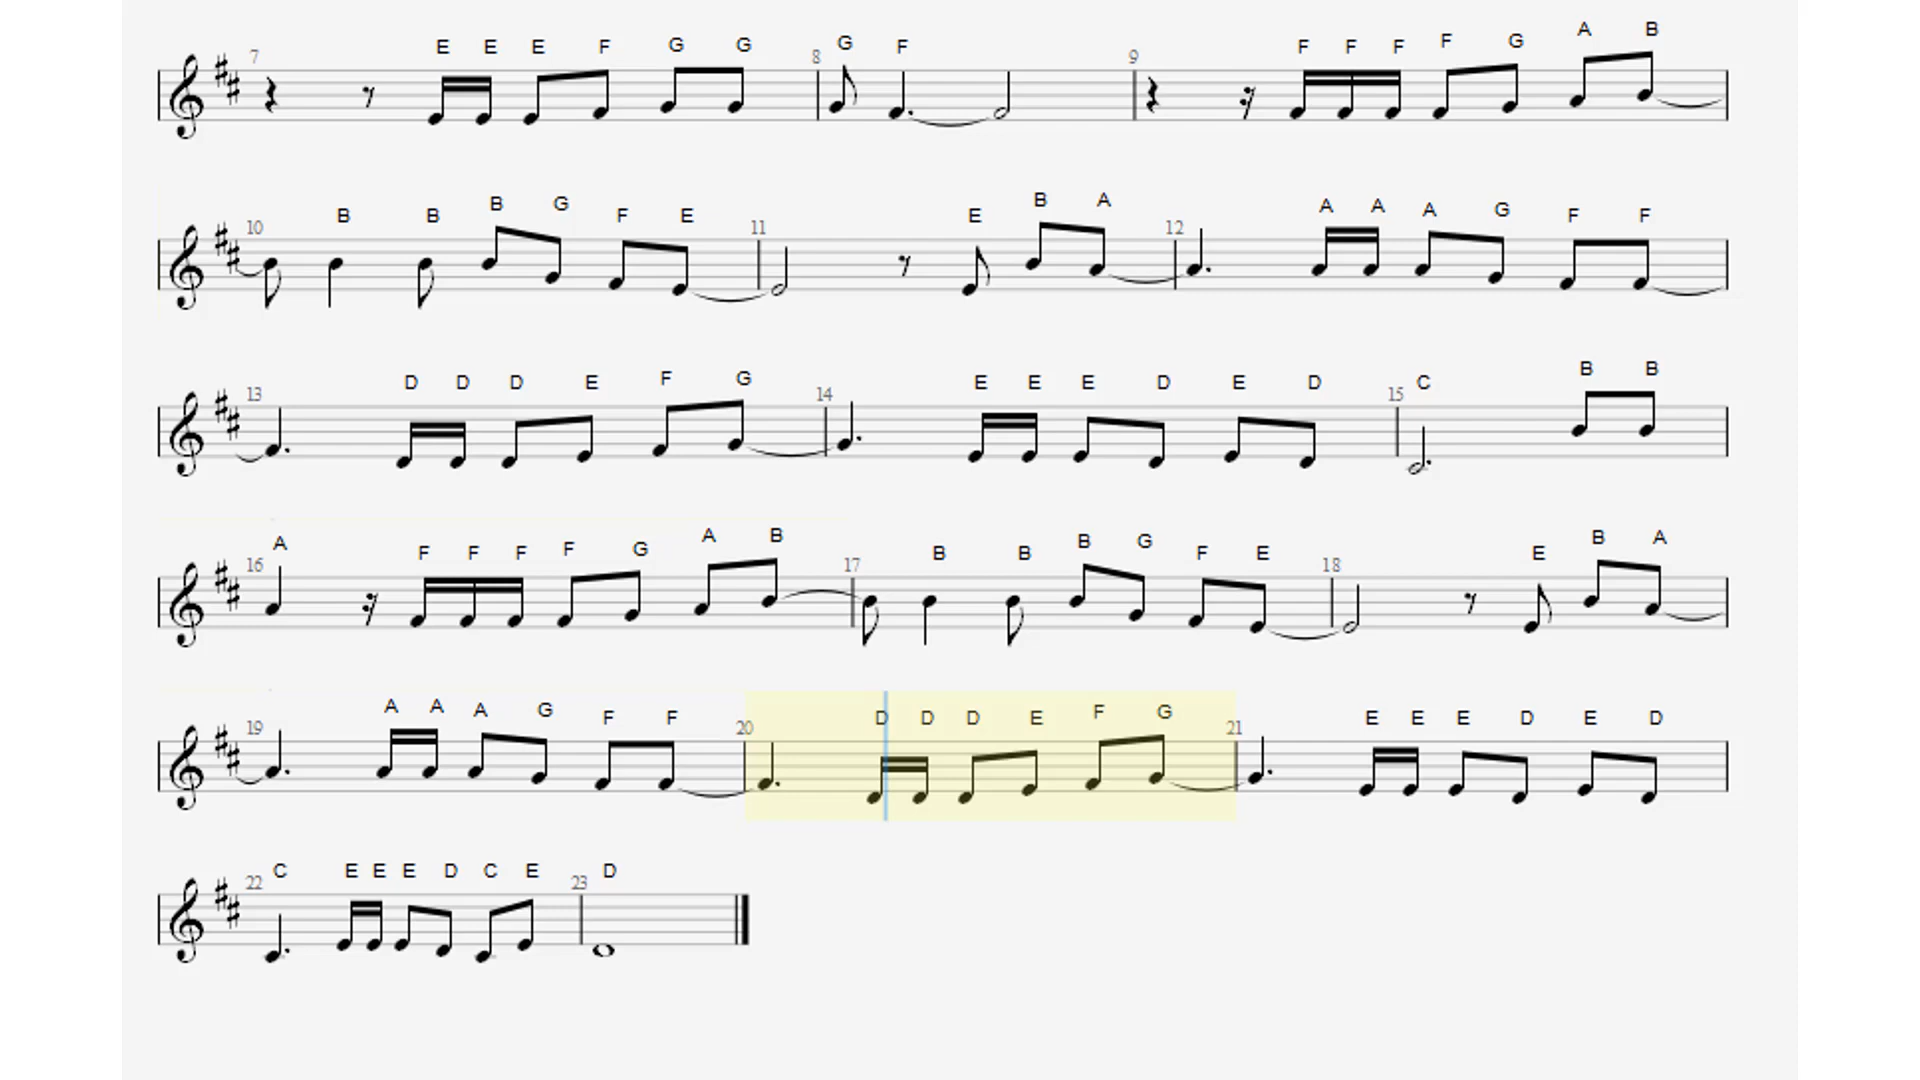 7 E E E F G G 8 G F 9 F F F F G A B
10 B B B G F E 11 E B A 12 A A A G F F
13 D D D E F G 14 E E E D E D 15 C B B
16 A F F F F G A B 17 B B B G F E 18 E B A
19 A A A G F F 20 D D D E F G 21 E E E D E D
22 C E E E D C E 23 D